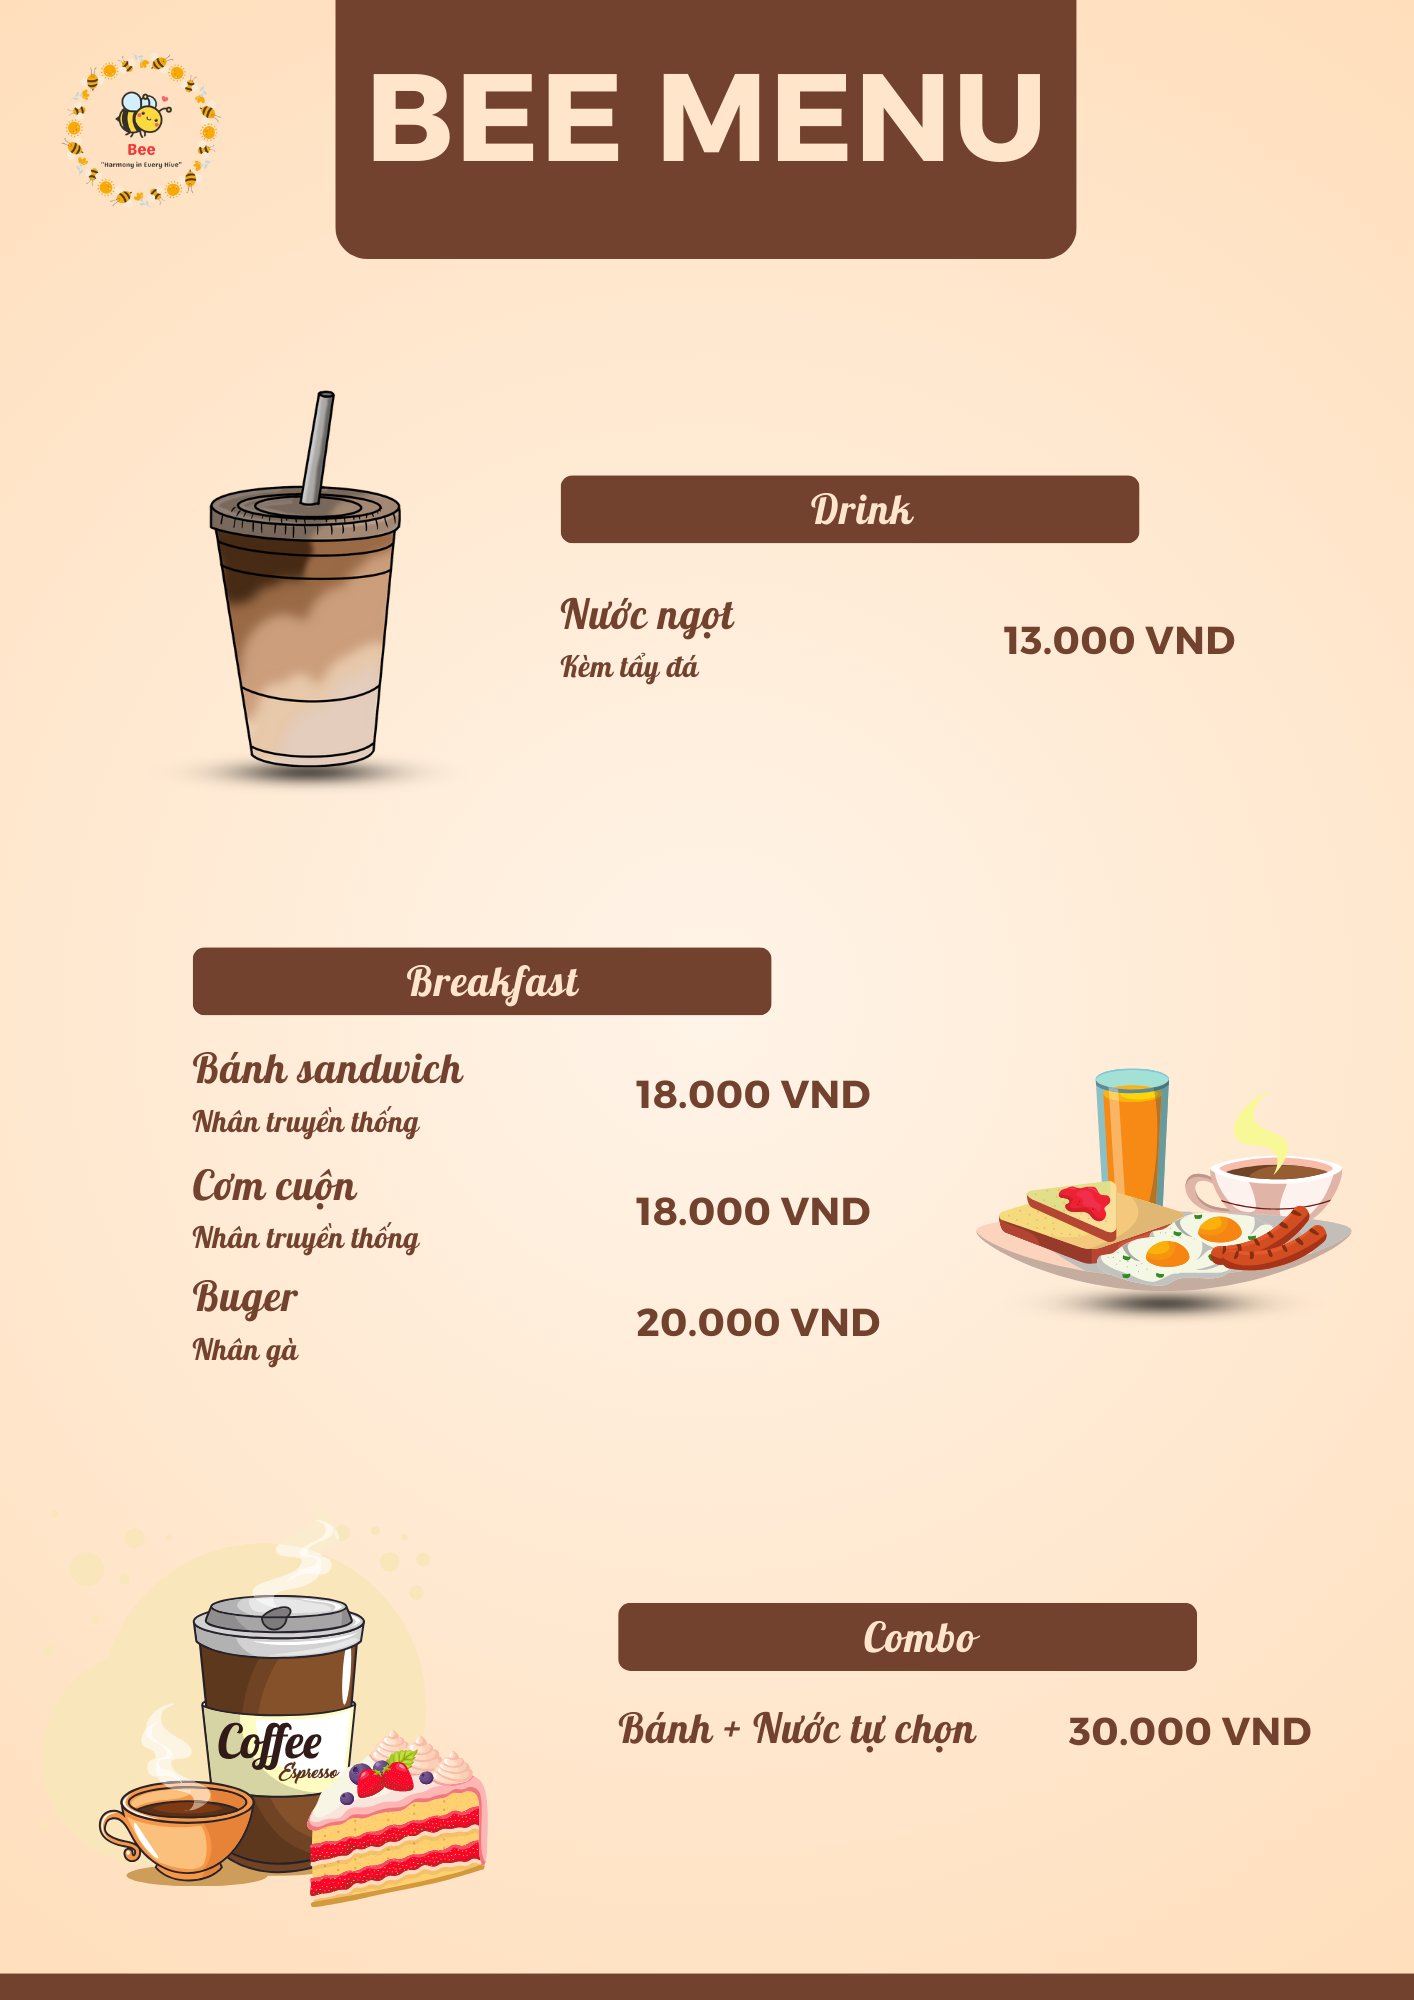 BEE MENU
Bee
"Harmony in Every Hive"
Drink
Nước ngọt
13.000 VND
Kèm tẩy đá
Breakfast
Bánh sandwich
18.000 VND
Nhân truyền thống
Cơm cuộn
18.000 VND
Nhân truyền thống
Buger
20.000 VND
Nhân gà
Combo
Bánh + Nước tự chọn
30.000 VND
Coffee
Espresso